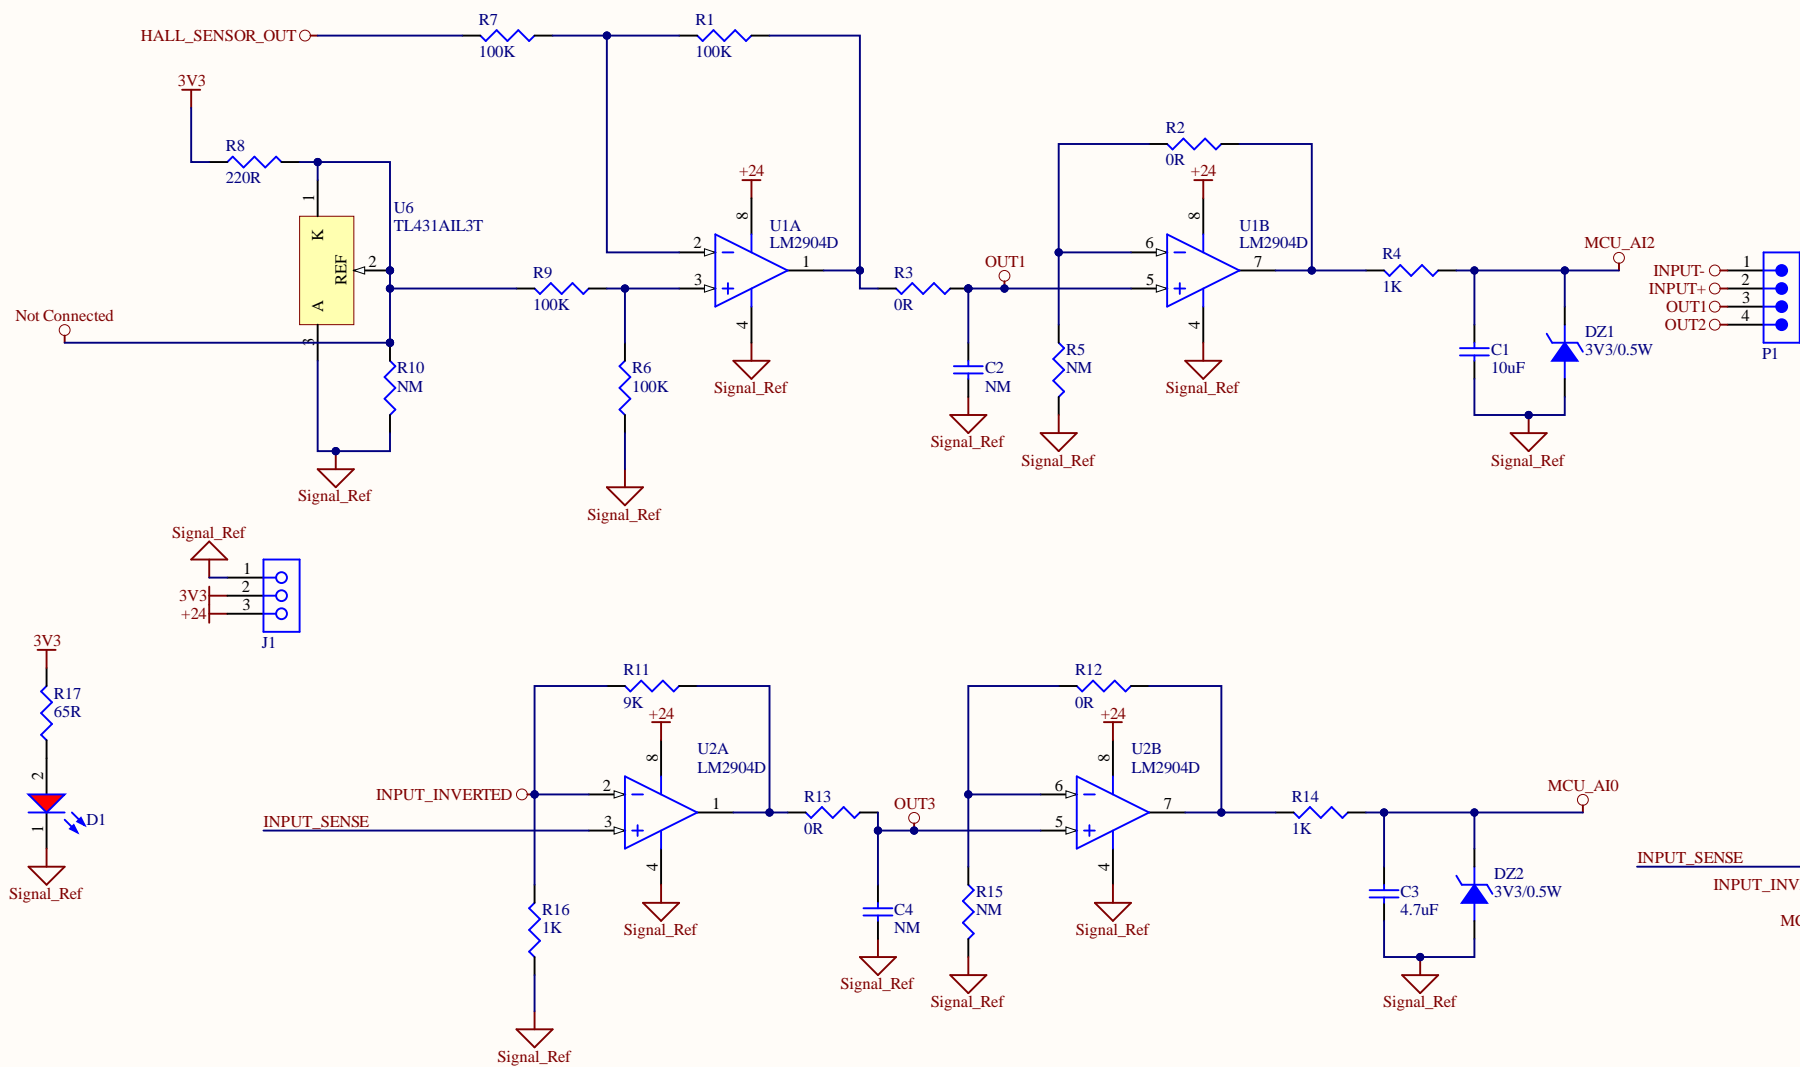 HALL_SENSOR_OUT
R7
100K
R1
100K
3V3
R8
220R
1
K
REF
A
2
3
U6
TL431AIL3T
Not Connected
R10
NM
Signal_Ref
R9
100K
R6
100K
Signal_Ref
+24
8
U1A
LM2904D
2
3
1
4
Signal_Ref
R3
0R
OUT1
C2
NM
Signal_Ref
R2
0R
+24
8
U1B
LM2904D
6
5
7
4
Signal_Ref
R5
NM
Signal_Ref
R4
1K
MCU_AI2
C1
10uF
DZ1
3V3/0.5W
Signal_Ref
INPUT- 1
INPUT+ 2
OUT1 3
OUT2 4
P1
Signal_Ref
1
3V3 2
+24 3
J1
3V3
R17
65R
2
D1
1
Signal_Ref
R11
9K
+24
8
U2A
LM2904D
INPUT_INVERTED 2
INPUT_SENSE 3
1
4
Signal_Ref
R16
1K
Signal_Ref
R13
0R
OUT3
C4
NM
Signal_Ref
R12
0R
+24
8
U2B
LM2904D
6
5
7
4
Signal_Ref
R15
NM
Signal_Ref
R14
1K
MCU_AI0
C3
4.7uF
DZ2
3V3/0.5W
Signal_Ref
INPUT_SENSE
INPUT_INV
MC